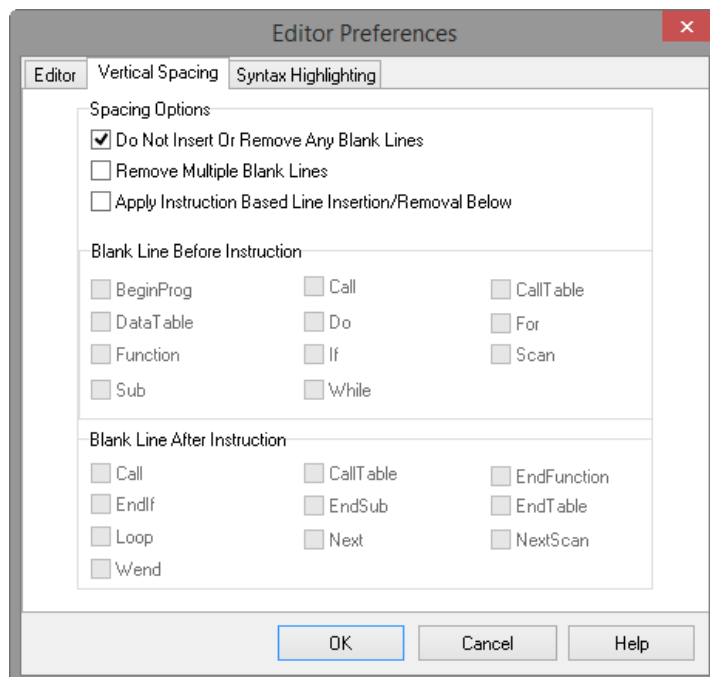 Editor Preferences
Editor Vertical Spacing Syntax Highlighting
Spacing Options
Do Not Insert Or Remove Any Blank Lines
Remove Multiple Blank Lines
Apply Instruction Based Line Insertion/Removal Below
Blank Line Before Instruction
BeginProg Call CallTable
DataTable Do For
Function If Scan
Sub While
Blank Line After Instruction
Call CallTable EndFunction
EndIf EndSub EndTable
Loop Next NextScan
Wend
OK Cancel Help